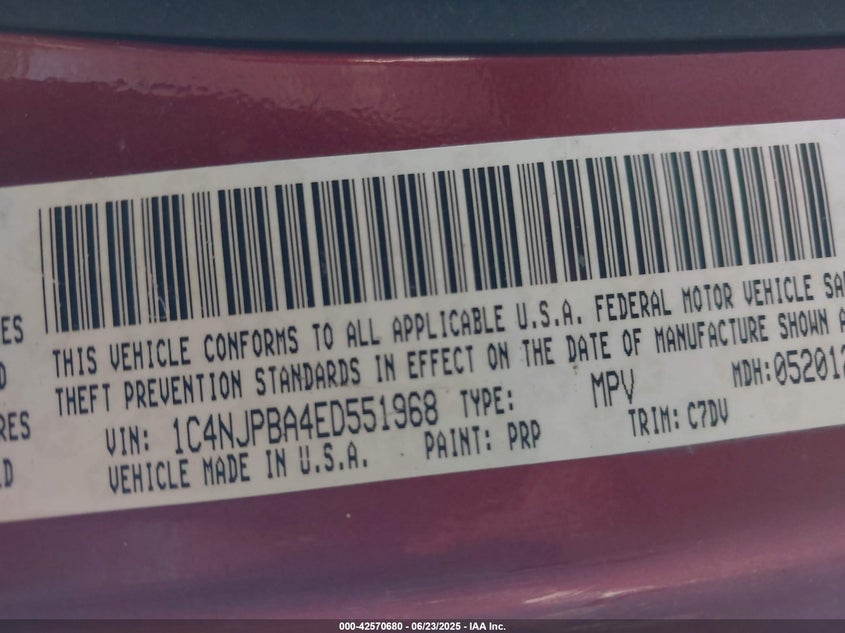 ES
THIS VEHICLE CONFORMS TO ALL APPLICABLE U.S.A. FEDERAL MOTOR VEHICLE SA
D
THEFT PREVENTION STANDARDS IN EFFECT ON THE DATE OF MANUFACTURE SHOWN A
RES
VIN: 1C4NJPBA4ED551968 TYPE: MPV MDH:052012
D
VEHICLE MADE IN U.S.A. PAINT: PRP TRIM: C7DV
000-42570680 - 06/23/2025 - IAA Inc.